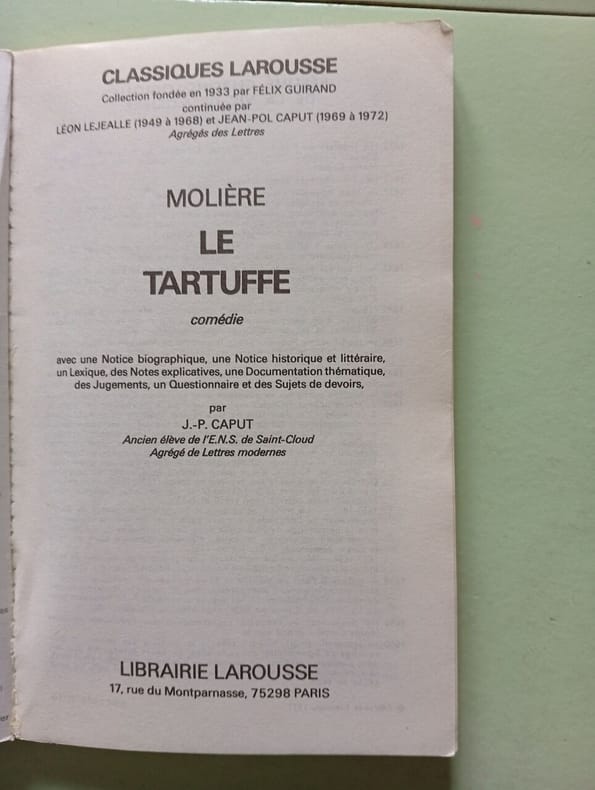 CLASSIQUES LAROUSSE
Collection fondée en 1933 par FÉLIX GUIRAND
continuée par
LÉON LEJEALLE (1949 à 1968) et JEAN-POL CAPUT (1969 à 1972)
Agrégés des Lettres
MOLIÈRE
LE
TARTUFFE
comédie
avec une Notice biographique, une Notice historique et littéraire,
un Lexique, des Notes explicatives, une Documentation thématique,
des Jugements, un Questionnaire et des Sujets de devoirs,
par
J.-P. CAPUT
Ancien élève de l'E.N.S. de Saint-Cloud
Agrégé de Lettres modernes
LIBRAIRIE LAROUSSE
17, rue du Montparnasse, 75298 PARIS